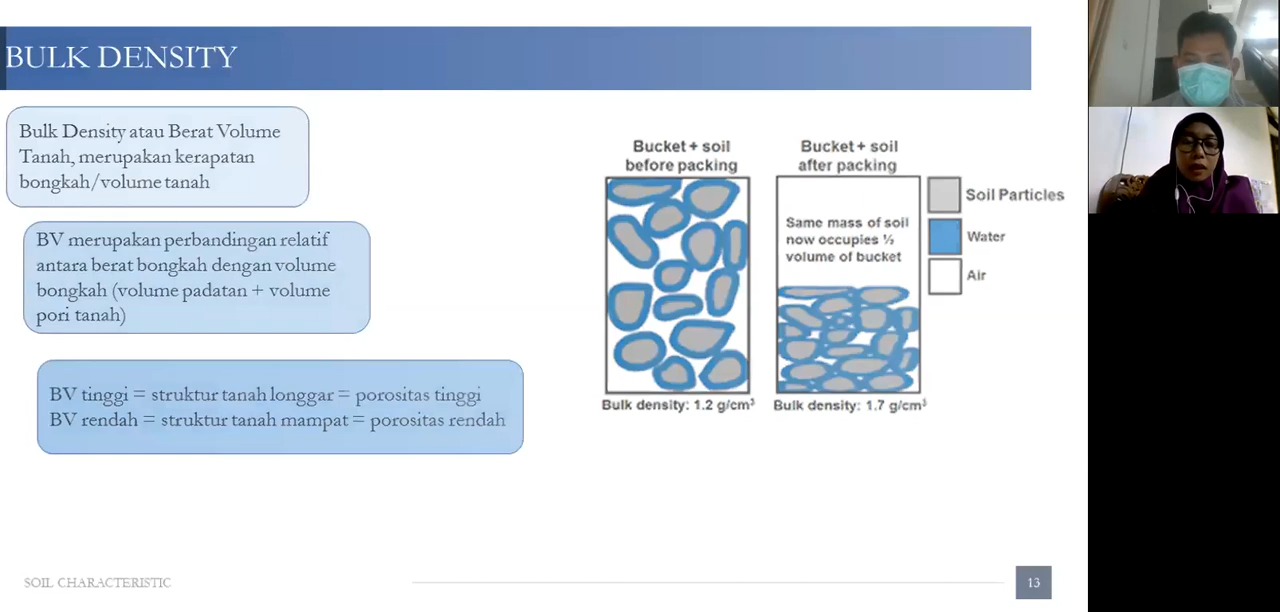 BULK DENSITY
Bulk Density atau Berat Volume
Tanah, merupakan kerapatan
bongkah/volume tanah
BV merupakan perbandingan relatif
antara berat bongkah dengan volume
bongkah (volume padatan + volume
pori tanah)
BV tinggi = struktur tanah longgar = porositas tinggi
BV rendah = struktur tanah mampat = porositas rendah
Bucket + soil
before packing
Bulk density: 1.2 g/cm³
Bucket + soil
after packing
Same mass of soil
now occupies ½
volume of bucket
Bulk density: 1.7 g/cm³
Soil Particles
Water
Air
SOIL CHARACTERISTIC
13